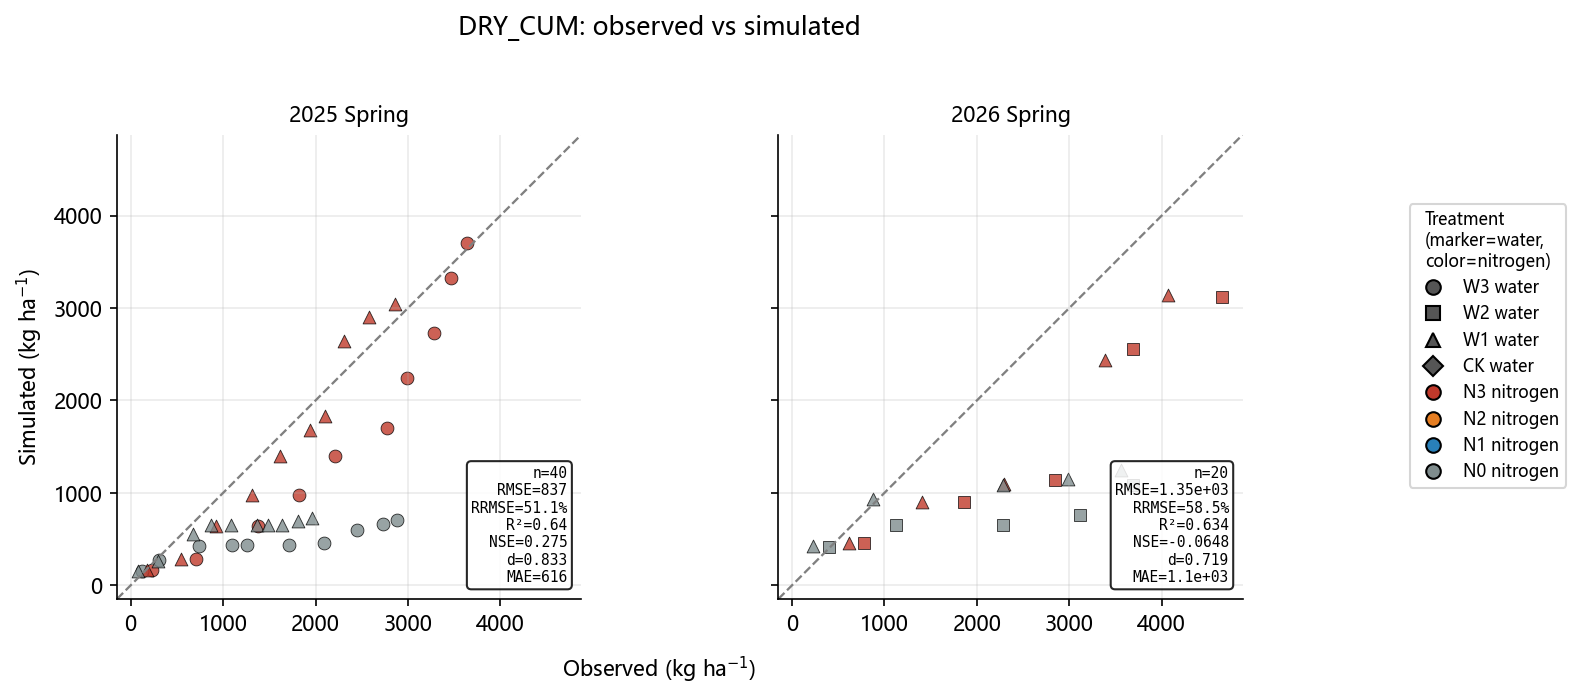 DRY_CUM: observed vs simulated
2025 Spring
2026 Spring
Simulated (kg ha⁻¹)
4000
3000
2000
1000
0
0 1000 2000 3000 4000
n=40
RMSE=837
RRMSE=51.1%
R²=0.64
NSE=0.275
d=0.833
MAE=616
0 1000 2000 3000 4000
n=20
RMSE=1.35e+03
RRMSE=58.5%
R²=0.634
NSE=-0.0648
d=0.719
MAE=1.1e+03
Observed (kg ha⁻¹)
Treatment
(marker=water,
color=nitrogen)
W3 water
W2 water
W1 water
CK water
N3 nitrogen
N2 nitrogen
N1 nitrogen
N0 nitrogen